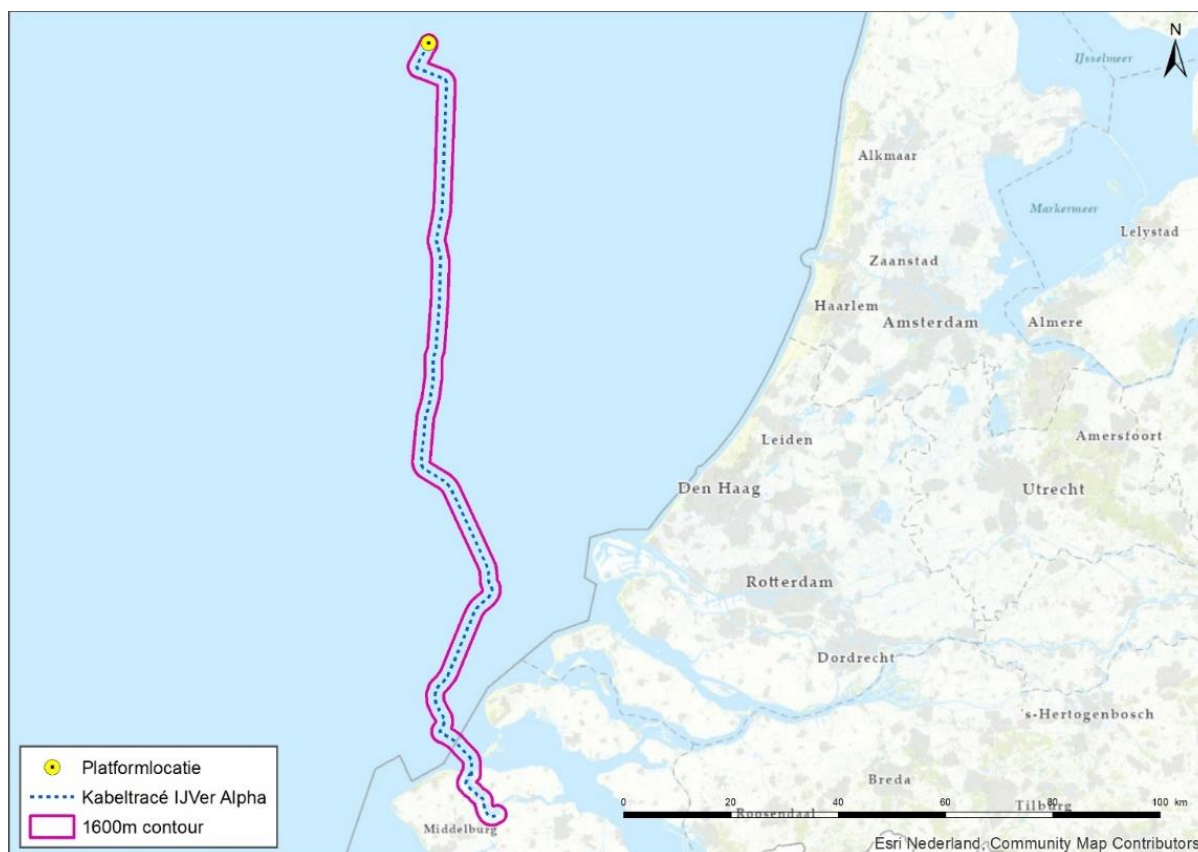 N
IJsselmeer
Alkmaar
Markermeer
Lelystad
Zaanstad
Haarlem
Amsterdam
Almere
Leiden
Amersfoort
Den Haag
Utrecht
Rotterdam
Dordrecht
's-Hertogenbosch
Platformlocatie
Kabeltracé IJVer Alpha
1600m contour
Breda
Tilburg
0 20 40 60 80 100 km
Roosendaal
Middelburg
Esri Nederland, Community Map Contributors